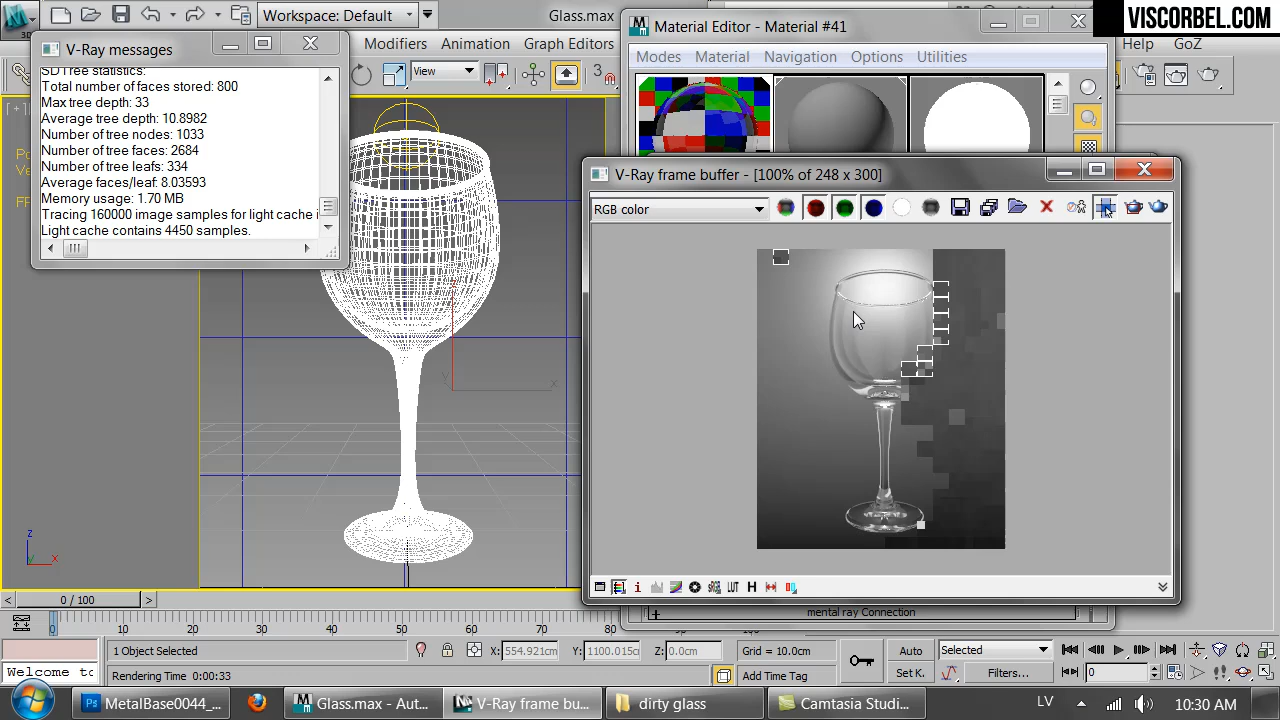 Workspace: Default
Glass.max
VISCORBEL.COM
V-Ray messages
Material Editor - Material #41
Modes Material Navigation Options Utilities
Modifiers Animation Graph Editors
Help GoZ
View
SD Tree statistics:
Total number of faces stored: 800
Max tree depth: 33
Average tree depth: 10.8982
Number of tree nodes: 1033
Number of tree faces: 2684
Number of tree leafs: 334
Average faces/leaf: 8.03593
Memory usage: 1.70 MB
Tracing 160000 image samples for light cache i
Light cache contains 4450 samples.
V-Ray frame buffer - [100% of 248 x 300]
RGB color
LUT
H
mental ray Connection
0 / 100
0 10 20 30 40 50 60 70 80
1 Object Selected
X: 554.921cm
Y: 1100.015cm
Z: 0.0cm
Grid = 10.0cm
Auto
Selected
Welcome to
Rendering Time 0:00:33
Add Time Tag
Set K.
Filters...
0
MetalBase0044_...
Glass.max - Aut...
V-Ray frame bu...
dirty glass
Camtasia Studi...
LV
10:30 AM